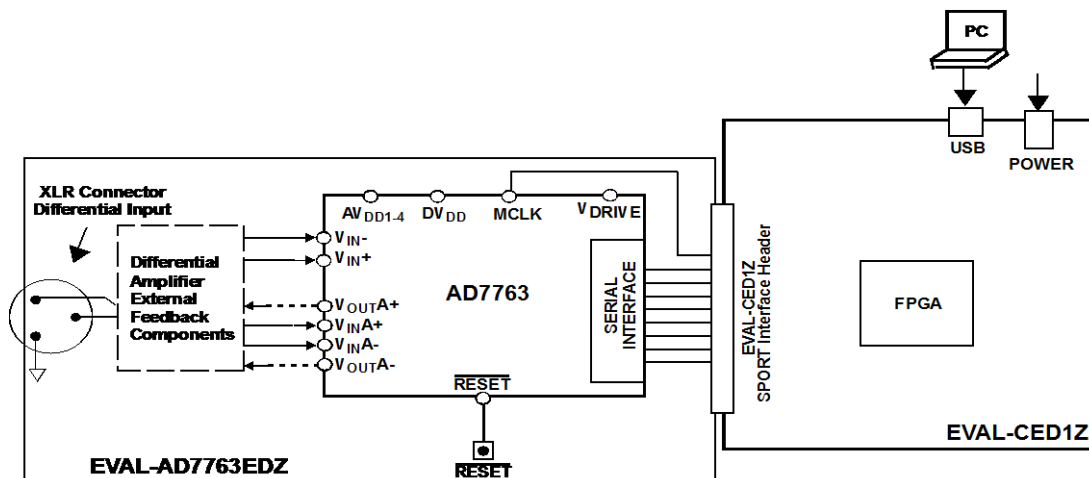 PC
USB
POWER
XLR Connector
Differential Input
AVDD1-4
DVDD
MCLK
VDRIVE
VIN-
VIN+
Differential
Amplifier
External
Feedback
Components
VOUTA+
VINA+
VINA-
VOUTA-
AD7763
SERIAL
INTERFACE
RESET
RESET
EVAL-AD7763EDZ
EVAL-CED1Z
SPORT Interface Header
FPGA
EVAL-CED1Z